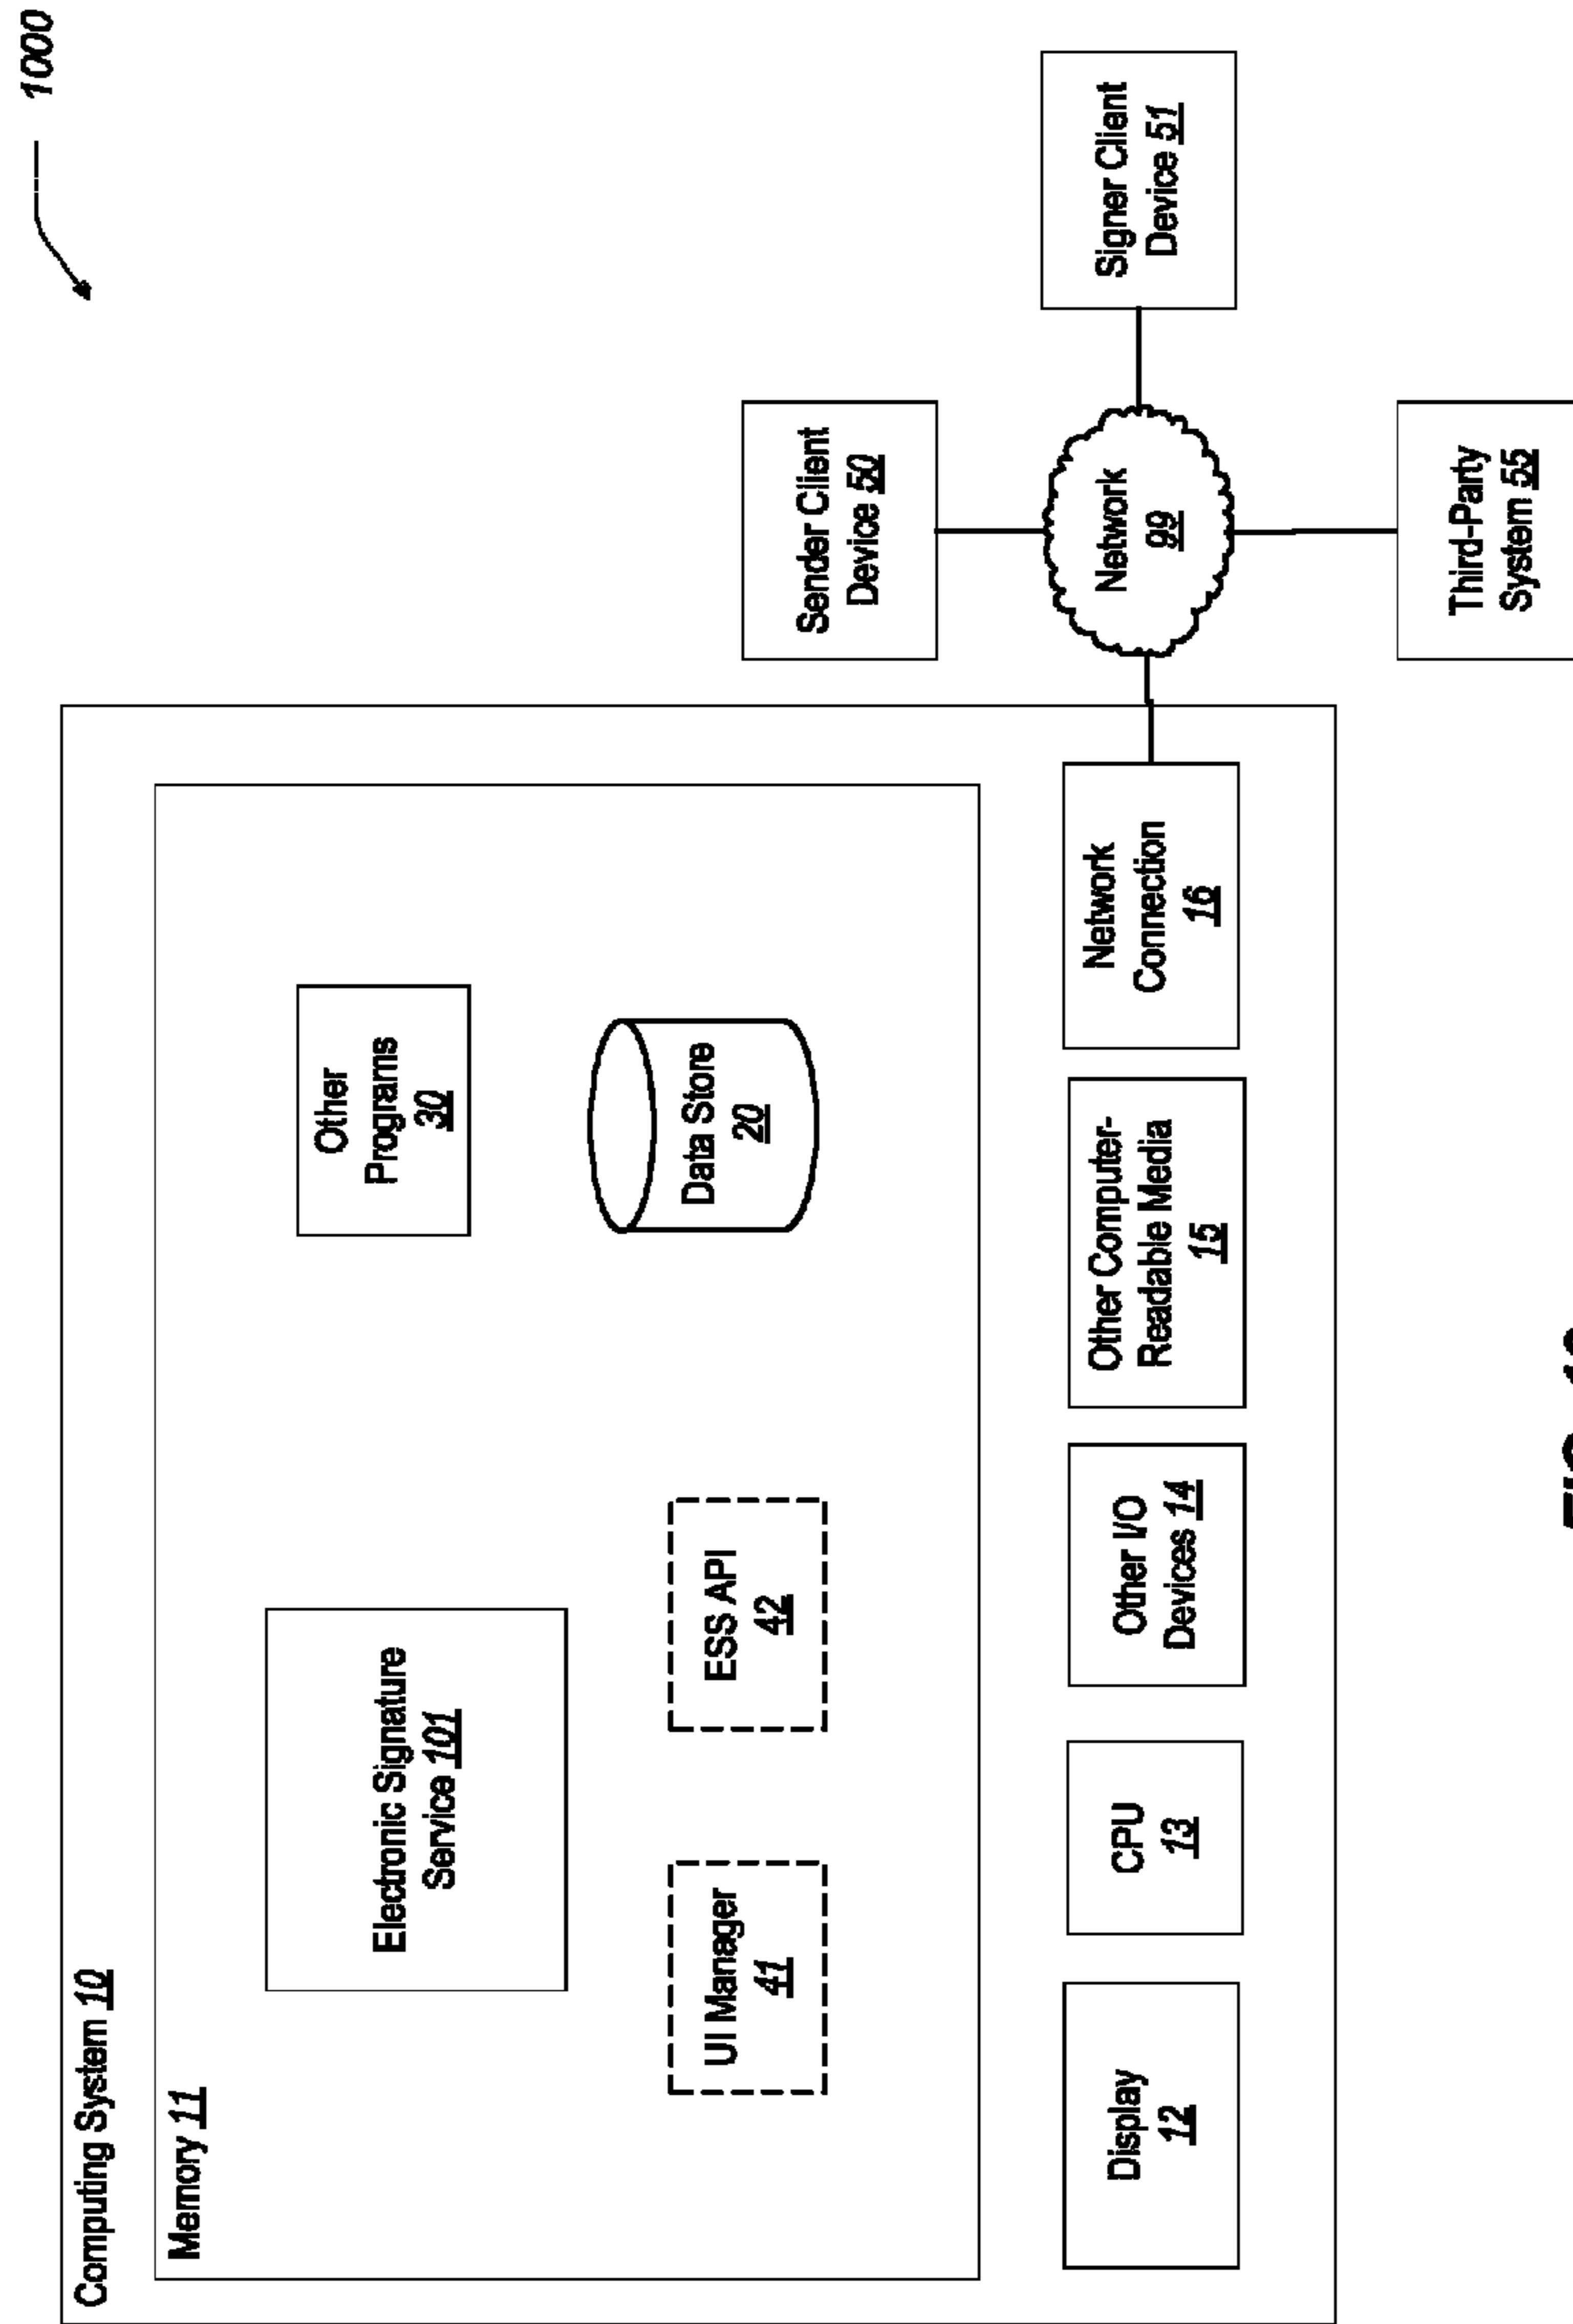 1000
Computing System 10
Memory 11
Electronic Signature
Service 101
Other
Programs
30
UI Manager
41
ESS API
42
Data Store
20
Display
12
CPU
13
Other I/O
Devices 14
Other Computer-
Readable Media
15
Network
Connection
16
Sender Client
Device 50
Network
99
Signer Client
Device 51
Third-Party
System 55